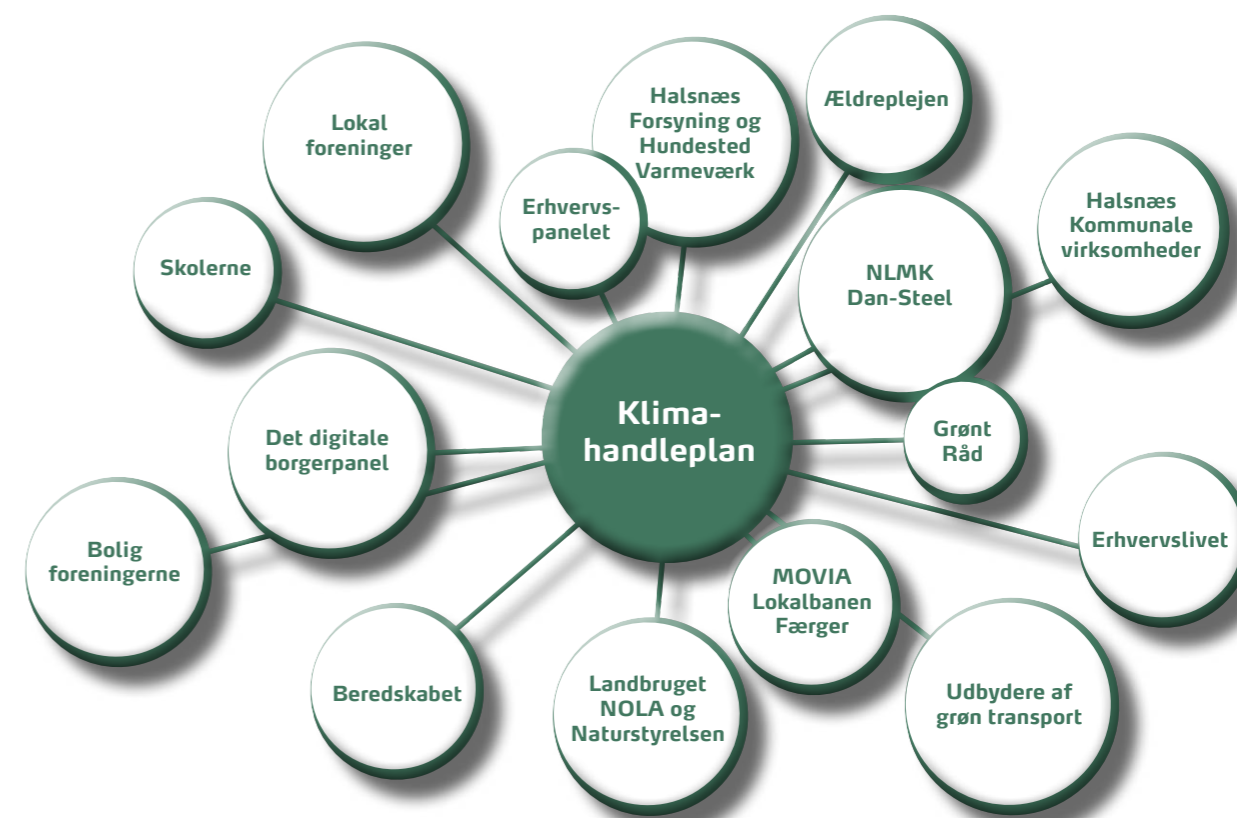 Lokal
foreninger
Halsnæs
Forsyning og
Hundested
Varmeværk
Ældreplejen
Erhvervs-
panelet
Halsnæs
Kommunale
virksomheder
Skolerne
NLMK
Dan-Steel
Klima-
handleplan
Det digitale
borgerpanel
Grønt
Råd
Erhvervslivet
Bolig
foreningerne
MOVIA
Lokalbanen
Færger
Beredskabet
Landbruget
NOLA og
Naturstyrelsen
Udbydere af
grøn transport